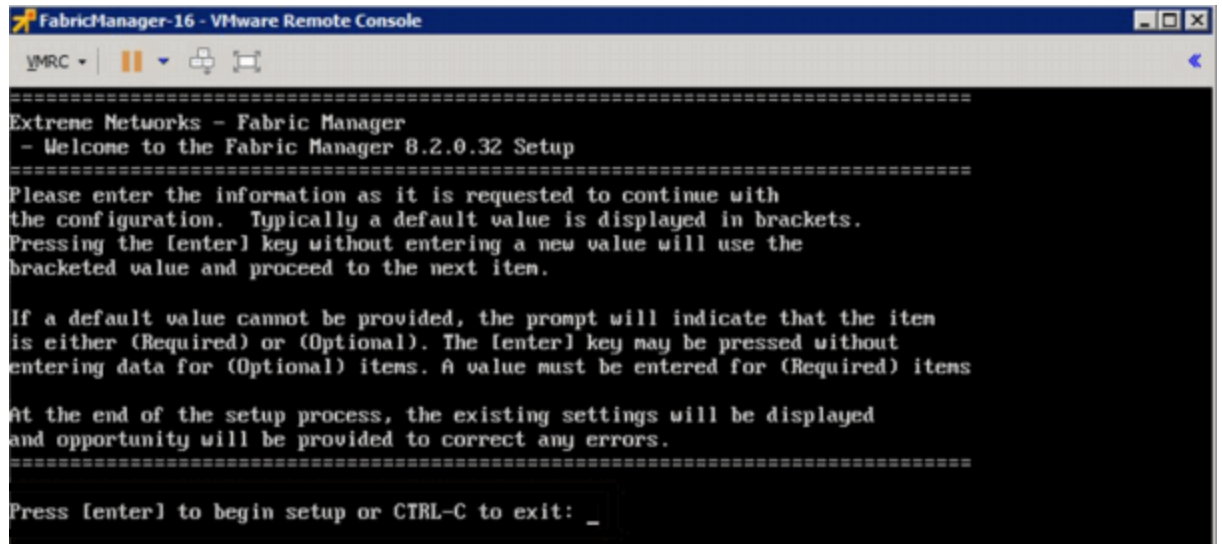 FabricManager-16 - VMware Remote Console
VMRC
================================================================================
Extreme Networks - Fabric Manager
- Welcome to the Fabric Manager 8.2.0.32 Setup
================================================================================
Please enter the information as it is requested to continue with
the configuration.  Typically a default value is displayed in brackets.
Pressing the [enter] key without entering a new value will use the
bracketed value and proceed to the next item.
If a default value cannot be provided, the prompt will indicate that the item
is either (Required) or (Optional). The [enter] key may be pressed without
entering data for (Optional) items. A value must be entered for (Required) items
At the end of the setup process, the existing settings will be displayed
and opportunity will be provided to correct any errors.
================================================================================
Press [enter] to begin setup or CTRL-C to exit: _